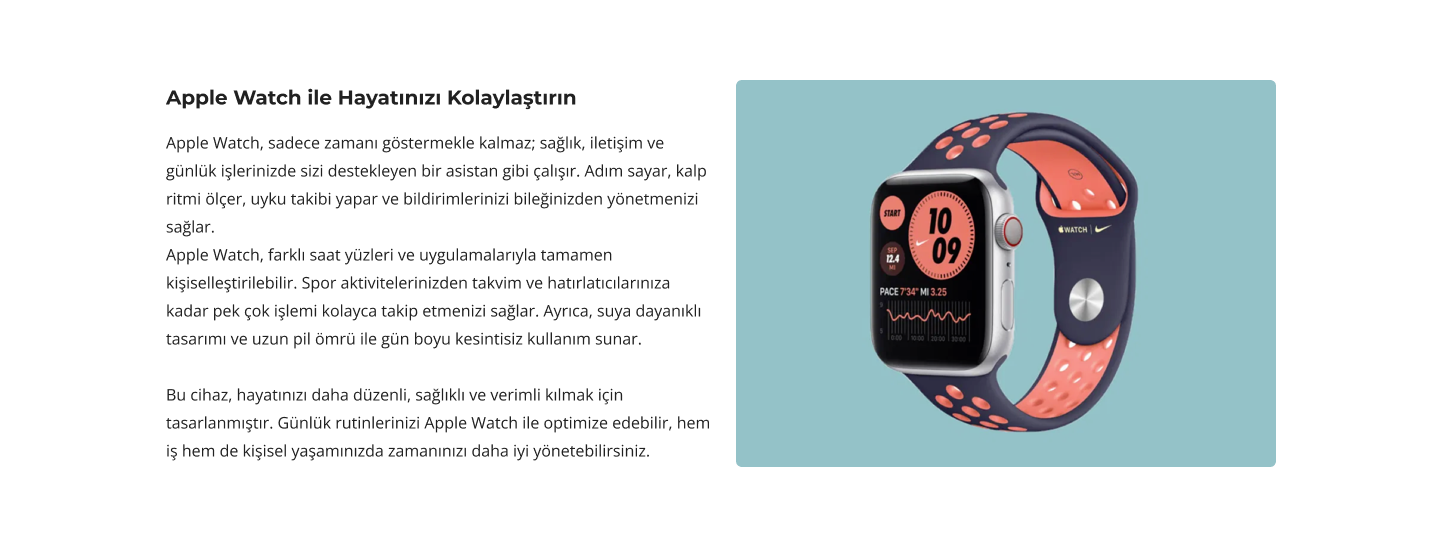 Apple Watch ile Hayatınızı Kolaylaştırın
Apple Watch, sadece zamanı göstermekle kalmaz; sağlık, iletişim ve
günlük işlerinizde sizi destekleyen bir asistan gibi çalışır. Adım sayar, kalp
ritmi ölçer, uyku takibi yapar ve bildirimlerinizi bileğinizden yönetmenizi
sağlar.
Apple Watch, farklı saat yüzleri ve uygulamalarıyla tamamen
kişiselleştirilebilir. Spor aktivitelerinizden takvim ve hatırlatıcılarınıza
kadar pek çok işlemi kolayca takip etmenizi sağlar. Ayrıca, suya dayanıklı
tasarımı ve uzun pil ömrü ile gün boyu kesintisiz kullanım sunar.
Bu cihaz, hayatınızı daha düzenli, sağlıklı ve verimli kılmak için
tasarlanmıştır. Günlük rutinlerinizi Apple Watch ile optimize edebilir, hem
iş hem de kişisel yaşamınızda zamanınızı daha iyi yönetebilirsiniz.
START
10
09
SEP
12.4
MI
PACE 7'34" MI 3.25
WATCH